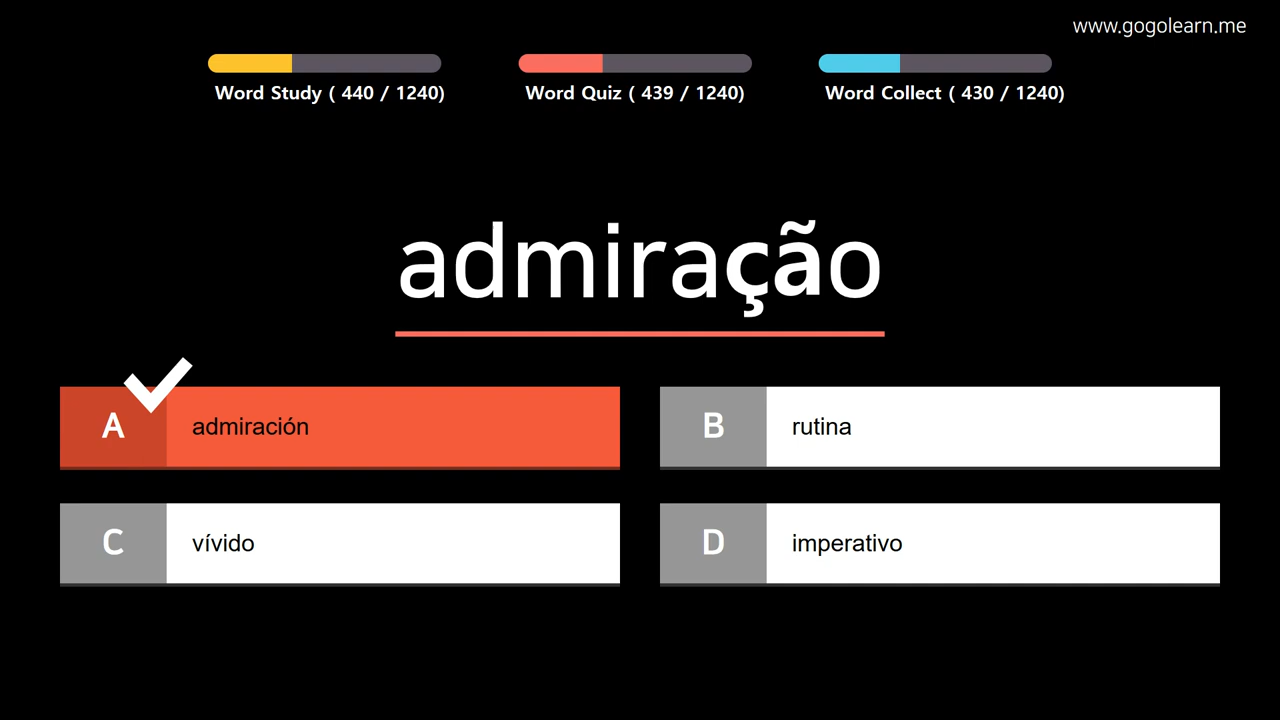 www.gogolearn.me
Word Study ( 440 / 1240)
Word Quiz ( 439 / 1240)
Word Collect ( 430 / 1240)
admiração
A admiración
B rutina
C vívido
D imperativo